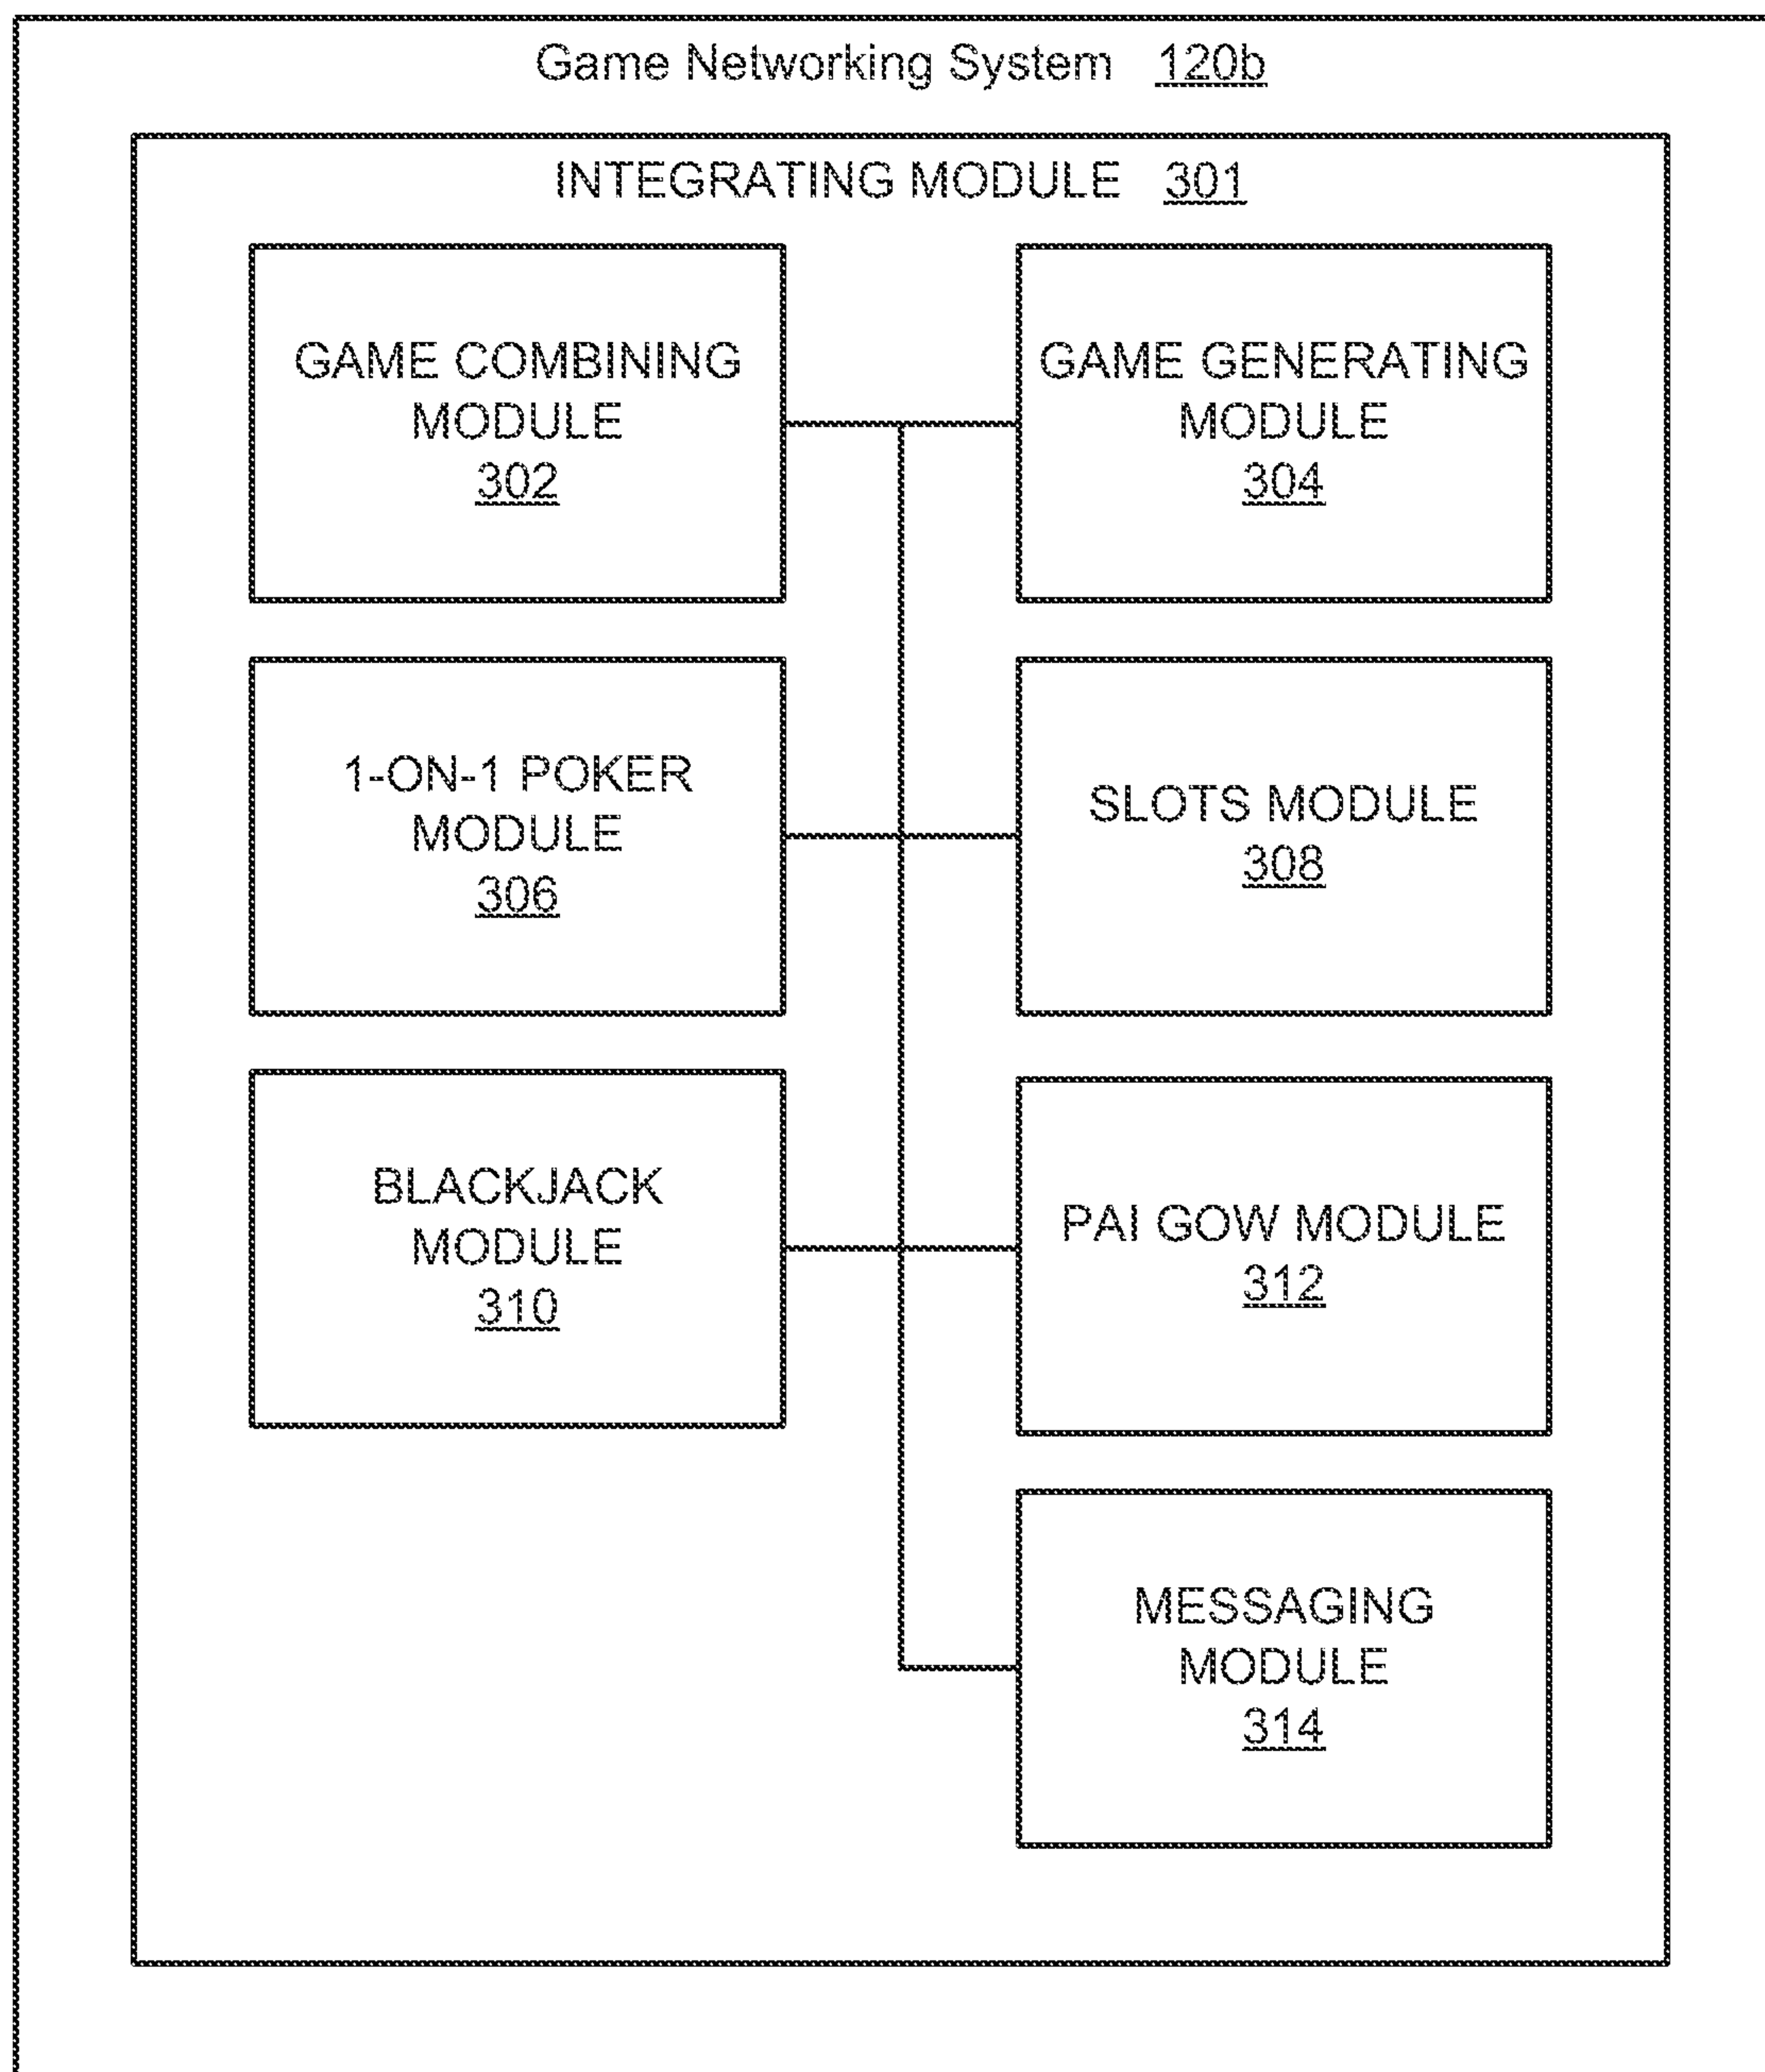 Game Networking System 120b
INTEGRATING MODULE 301
GAME COMBINING
MODULE
302
GAME GENERATING
MODULE
304
1-ON-1 POKER
MODULE
306
SLOTS MODULE
308
BLACKJACK
MODULE
310
PAI GOW MODULE
312
MESSAGING
MODULE
314